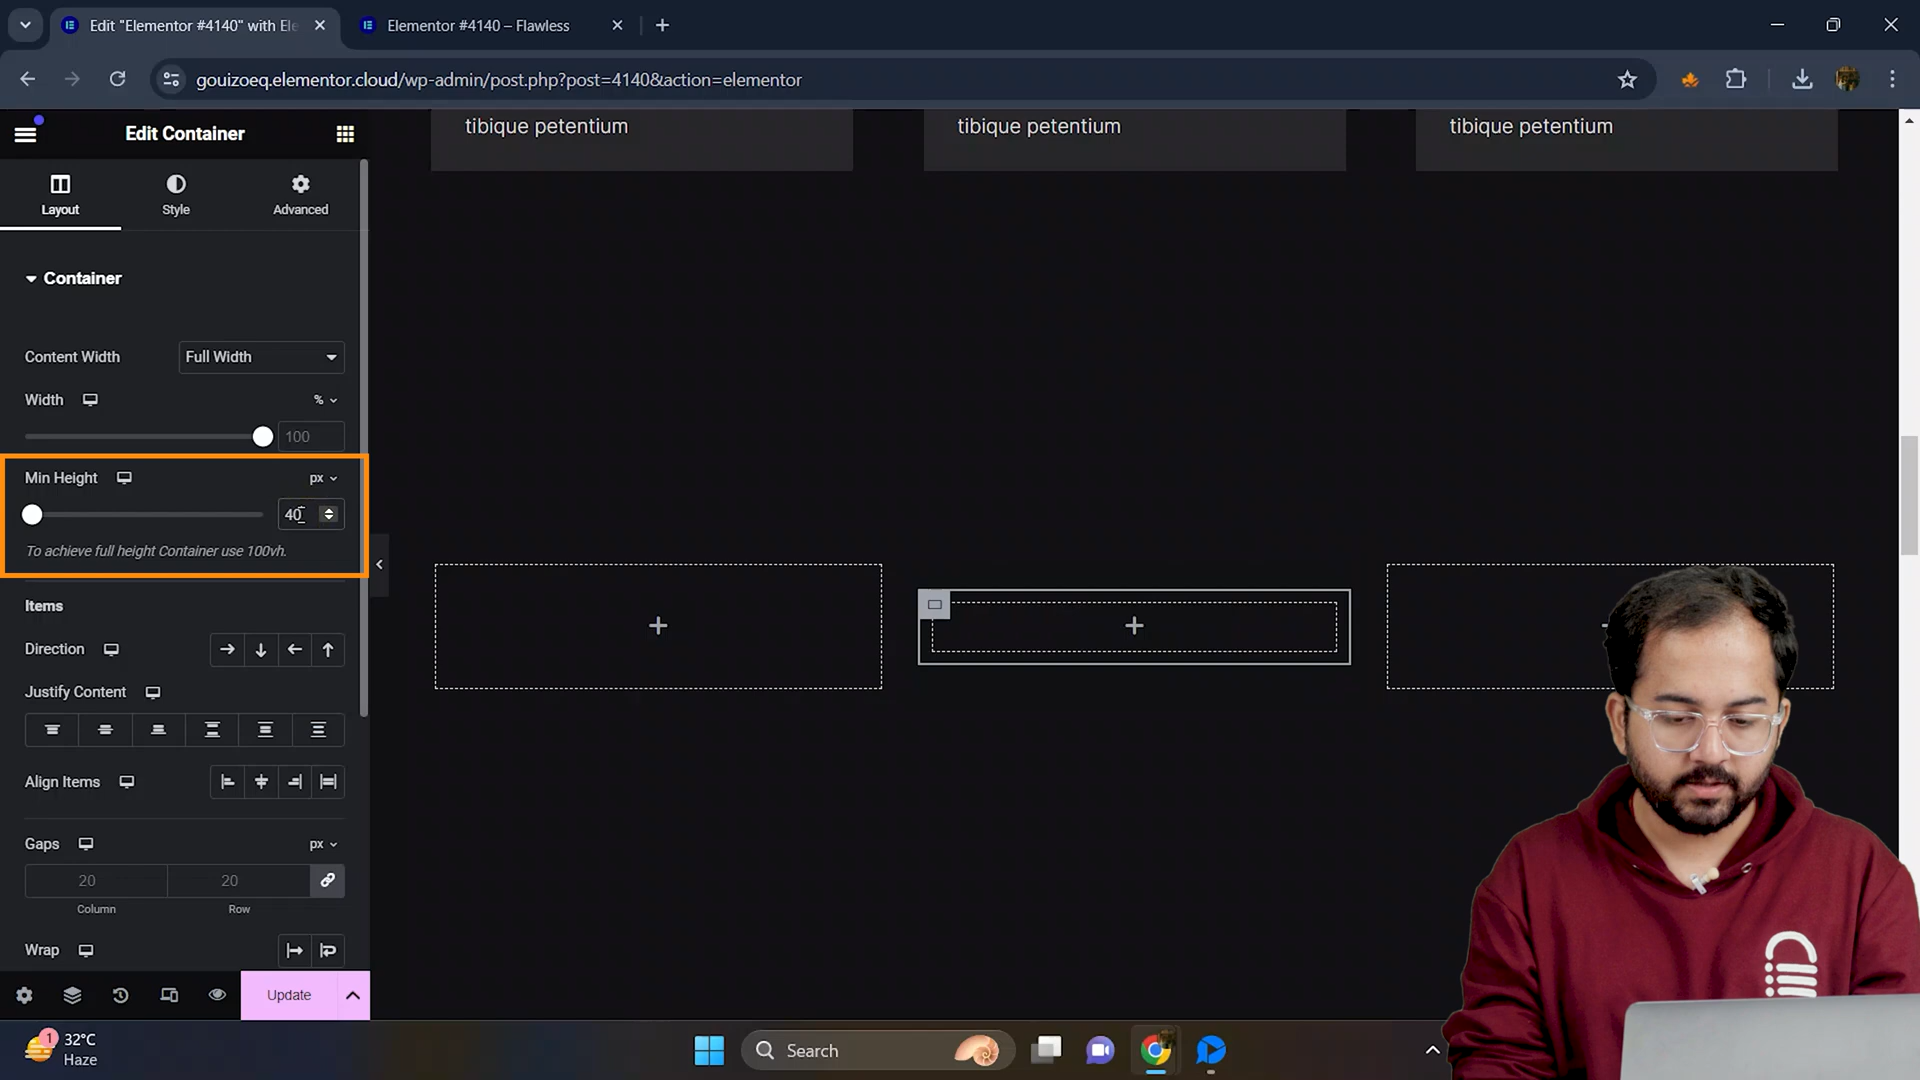 Edit "Elementor #4140" with Ele
Elementor #4140 – Flawless
gouizoeq.elementor.cloud/wp-admin/post.php?post=4140&action=elementor
Edit Container
tibique petentium
tibique petentium
tibique petentium
Layout
Style
Advanced
Container
Content Width
Full Width
Width
%
100
Min Height
px
40
To achieve full height Container use 100vh.
Items
Direction
Justify Content
Align Items
Gaps
px
20
20
Column
Row
Wrap
Update
1
32°C
Haze
Search